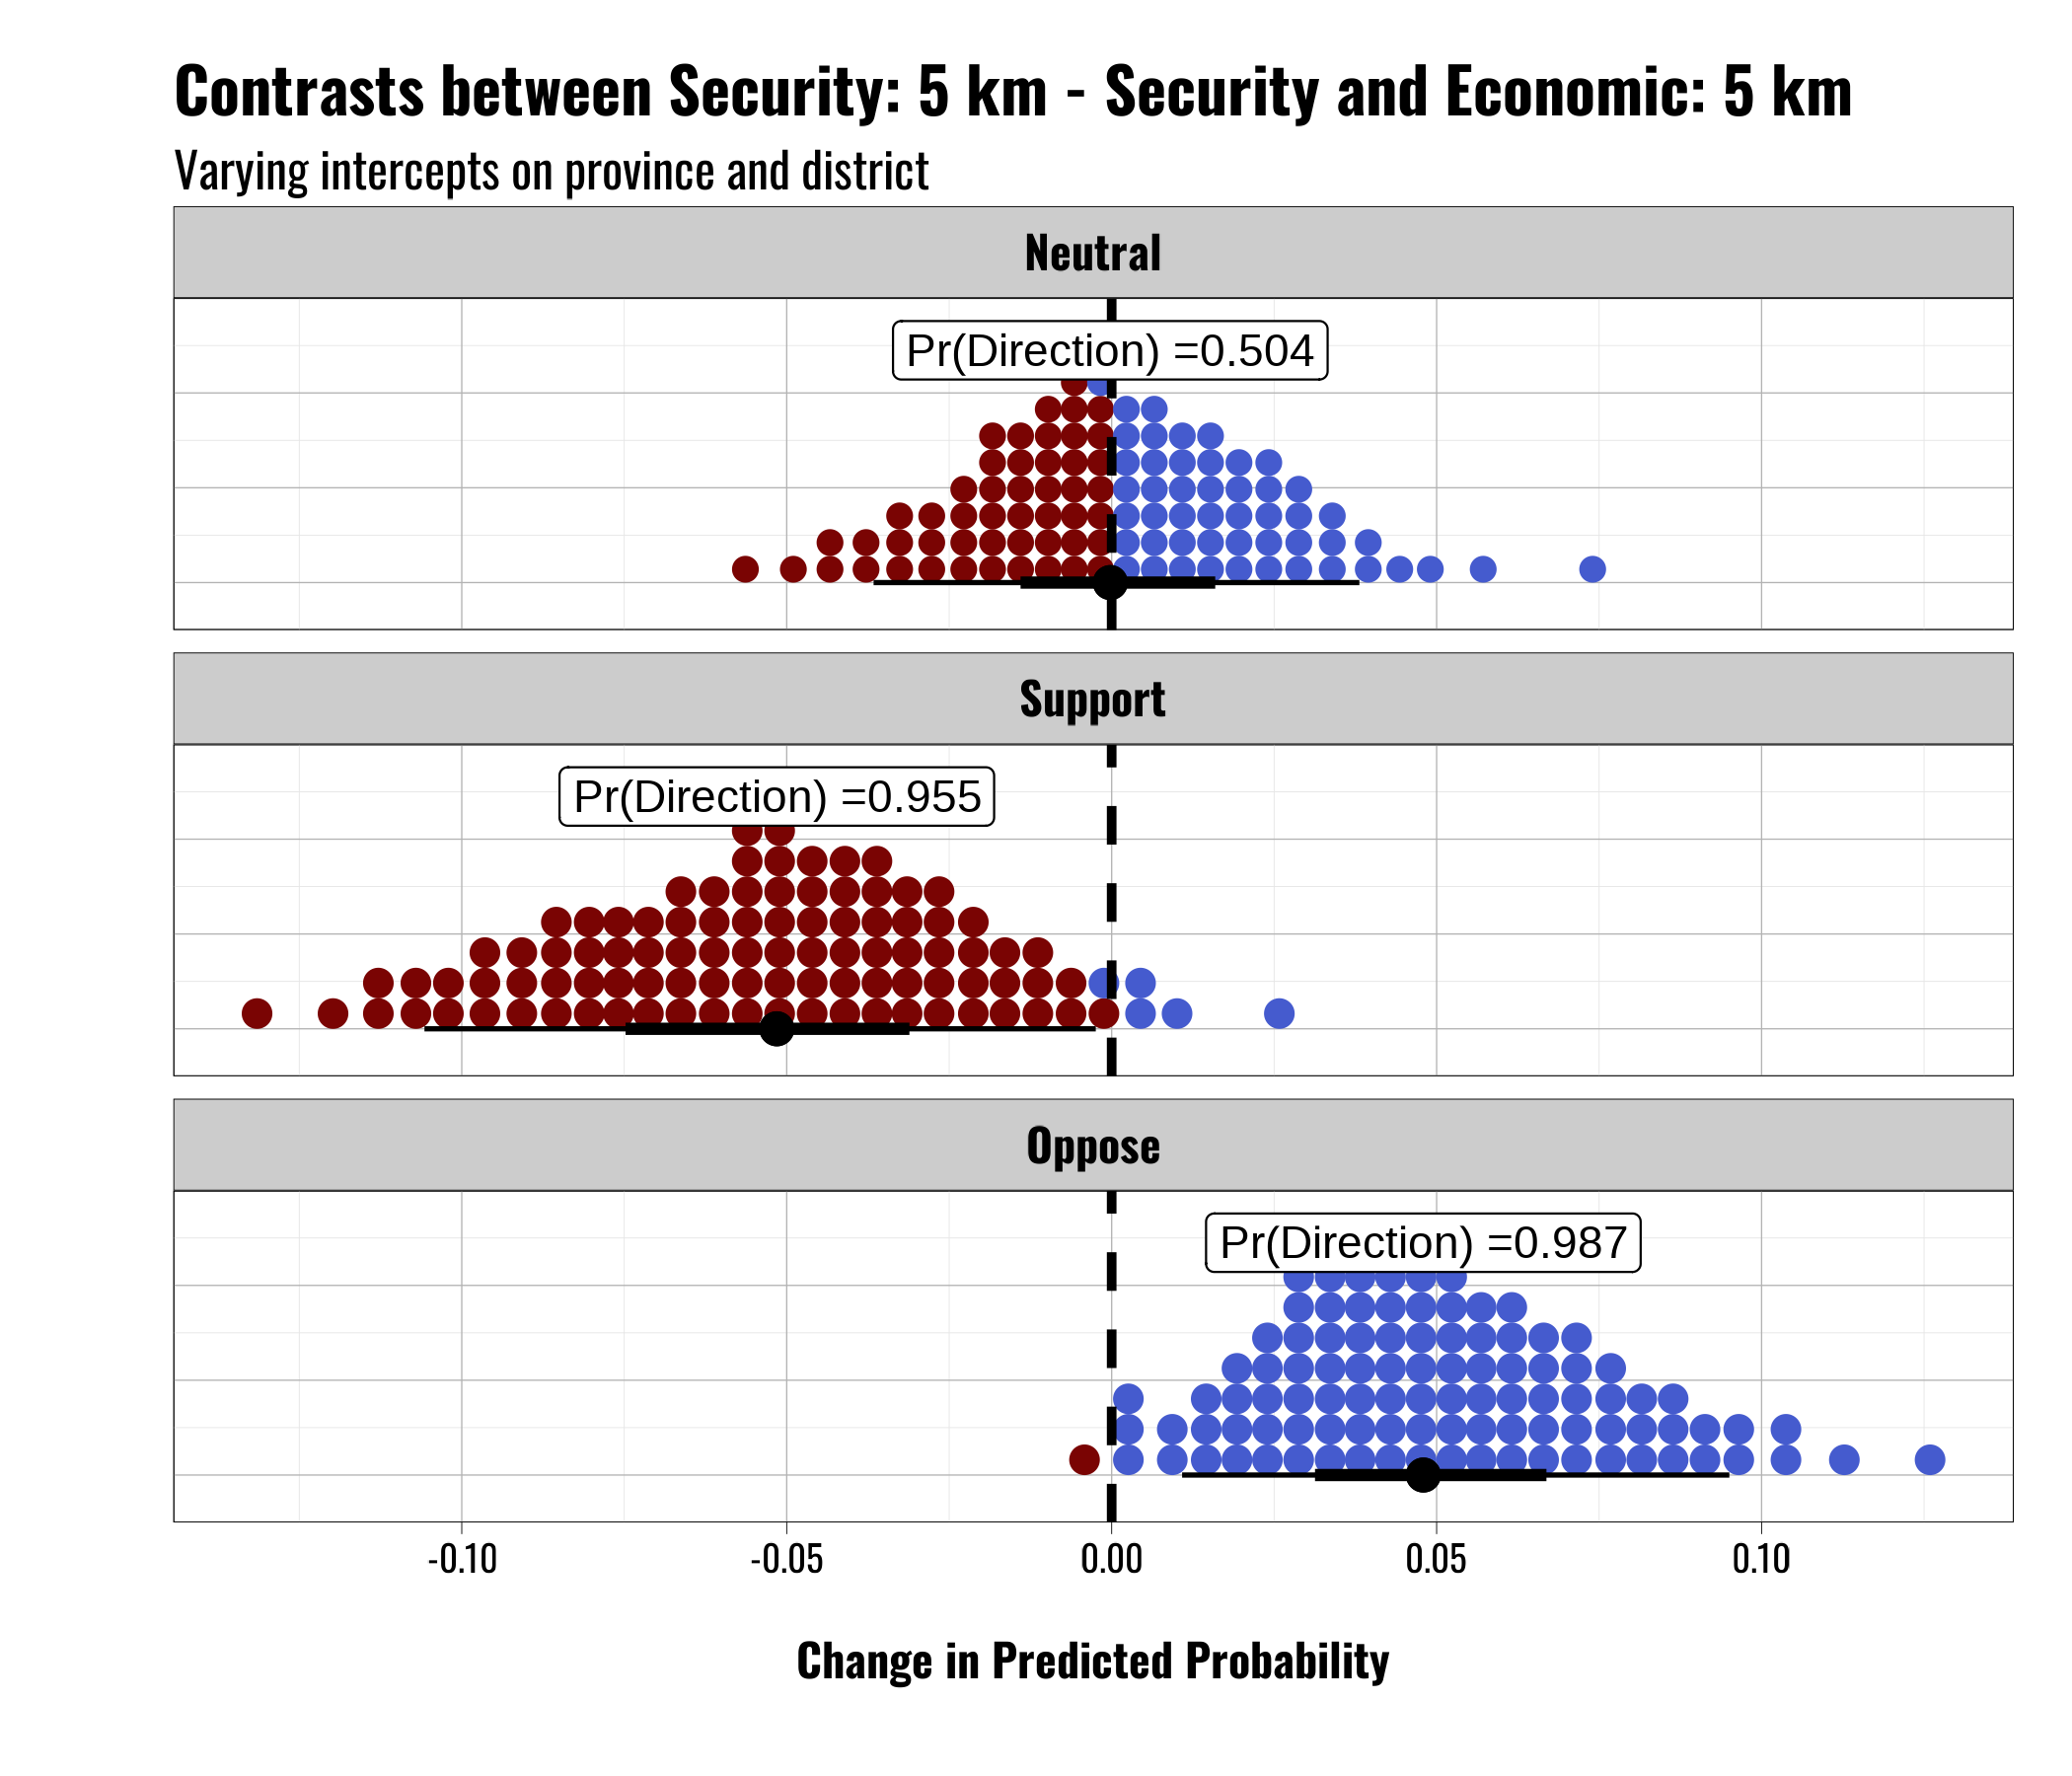 Contrasts between Security: 5 km - Security and Economic: 5 km
Varying intercepts on province and district
Neutral
Pr(Direction) =0.504
Support
Pr(Direction) =0.955
Oppose
Pr(Direction) =0.987
-0.10 -0.05 0.00 0.05 0.10
Change in Predicted Probability